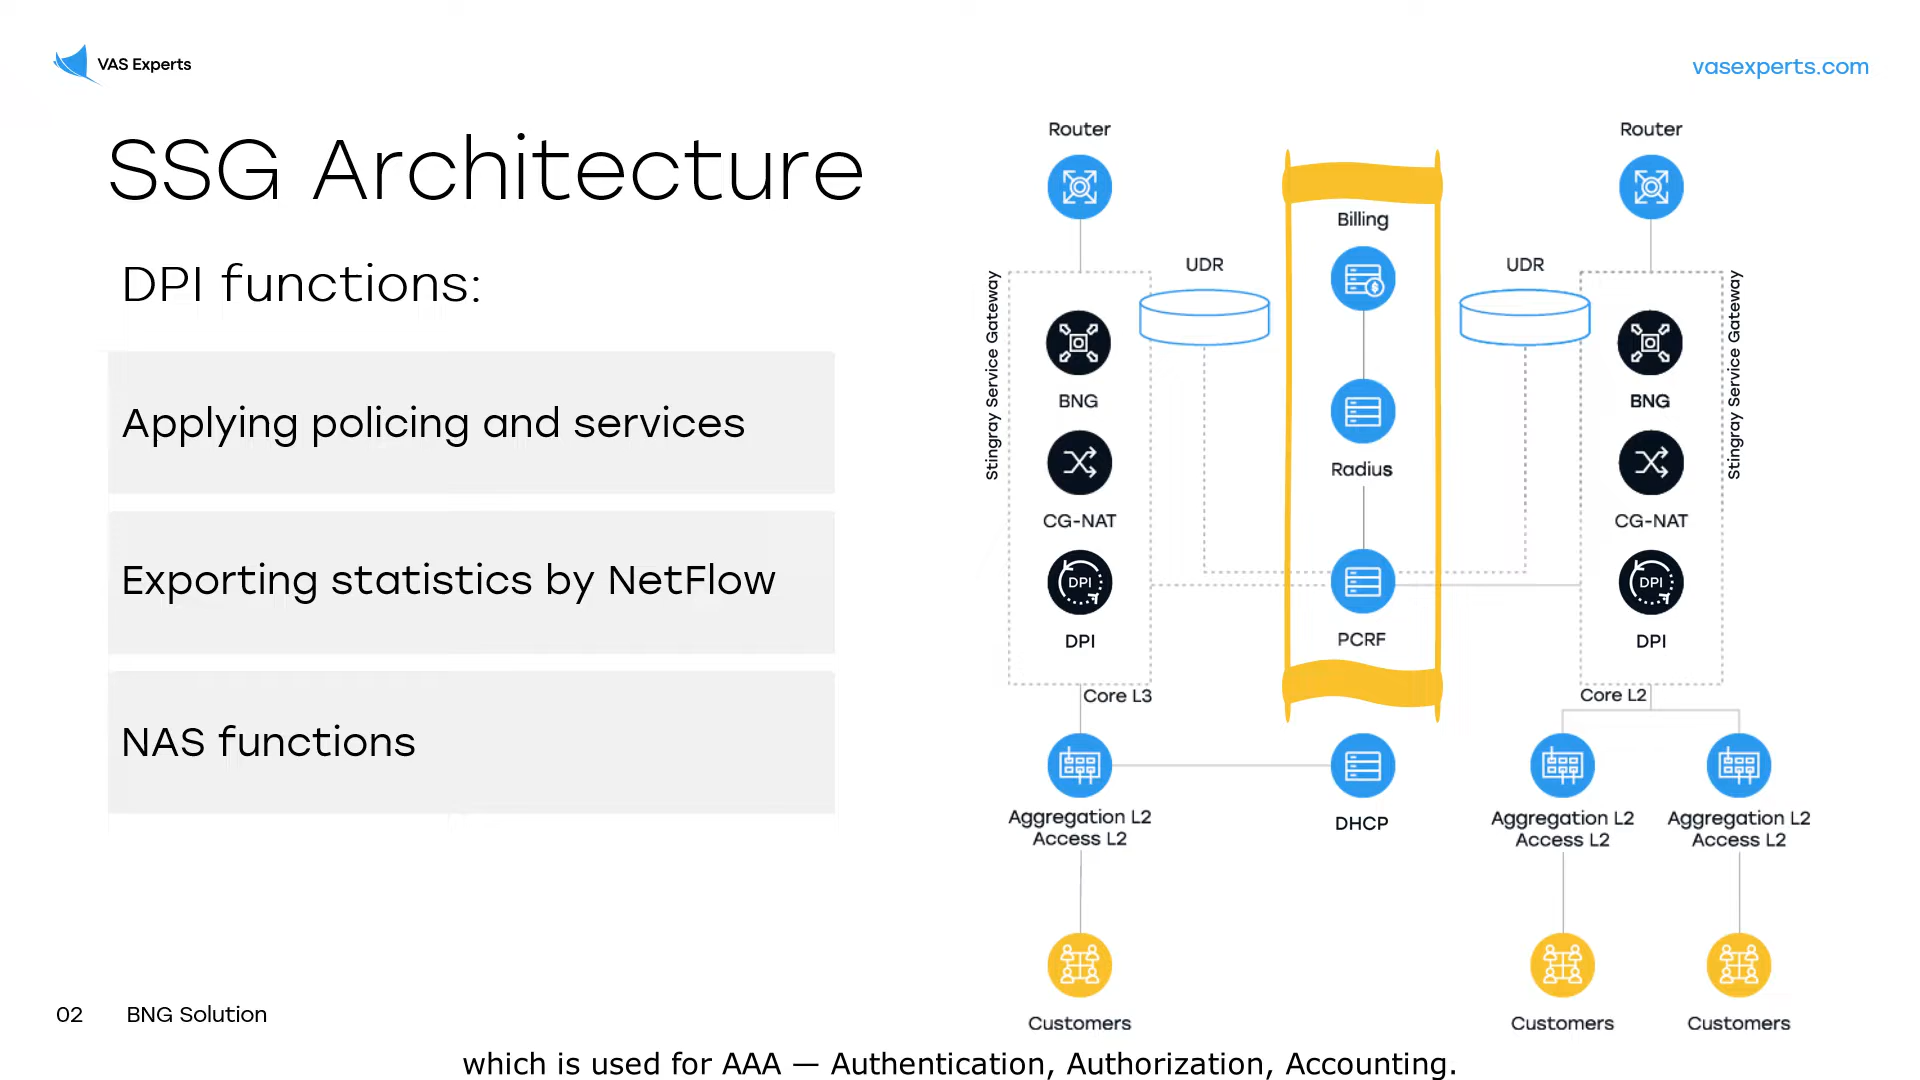 VAS Experts
vasexperts.com
SSG Architecture
DPI functions:
Applying policing and services
Exporting statistics by NetFlow
NAS functions
Router
Router
Billing
UDR
UDR
Stingray Service Gateway
Stingray Service Gateway
BNG
BNG
Radius
CG-NAT
CG-NAT
DPI
DPI
DPI
PCRF
DPI
Core L3
Core L2
Aggregation L2
Access L2
DHCP
Aggregation L2
Access L2
Aggregation L2
Access L2
Customers
Customers
Customers
02
BNG Solution
which is used for AAA — Authentication, Authorization, Accounting.